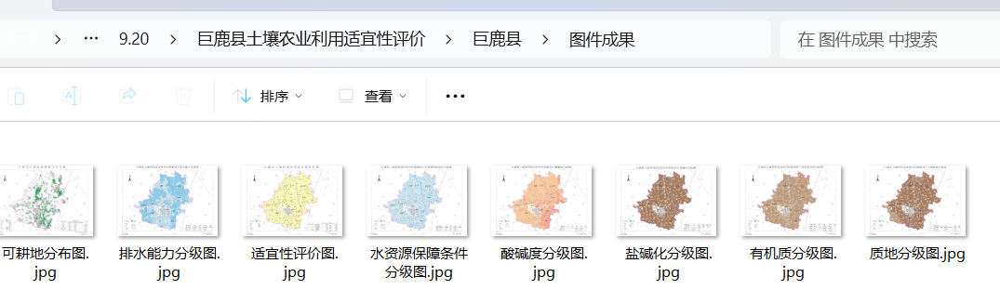 9.20 巨鹿县土壤农业利用适宜性评价 巨鹿县 图件成果
在 图件成果 中搜索
排序 查看
可耕地分布图.
jpg
排水能力分级图.
jpg
适宜性评价图.
jpg
水资源保障条件
分级图.jpg
酸碱度分级图.
jpg
盐碱化分级图.
jpg
有机质分级图.
jpg
质地分级图.jpg